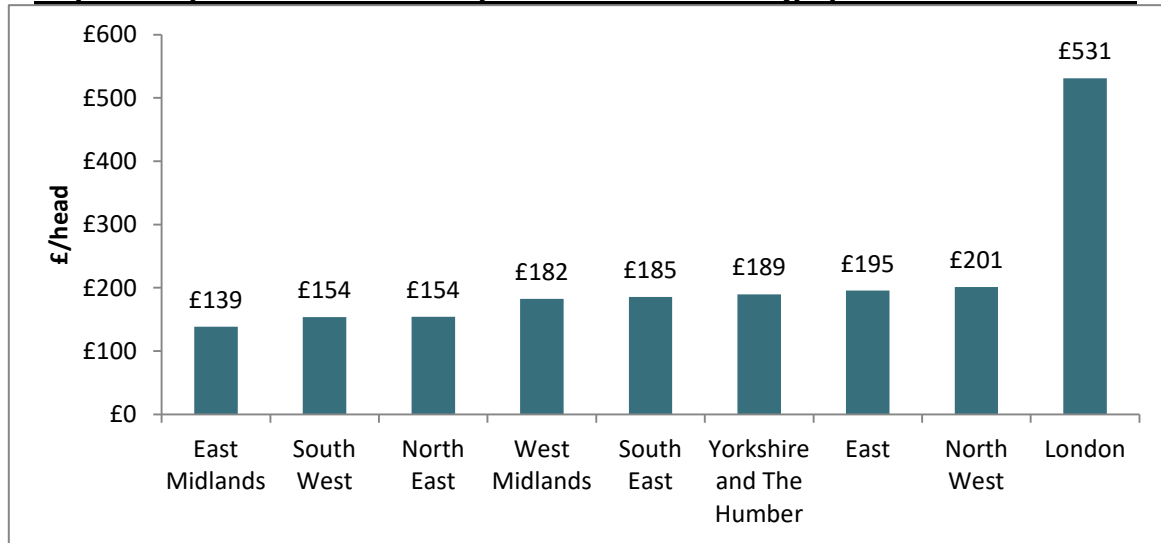 £600
£500
£400
£300
£200
£100
£0
£/head
£139
£154
£154
£182
£185
£189
£195
£201
£531
East
Midlands
South
West
North
East
West
Midlands
South
East
Yorkshire
and The
Humber
East
North
West
London